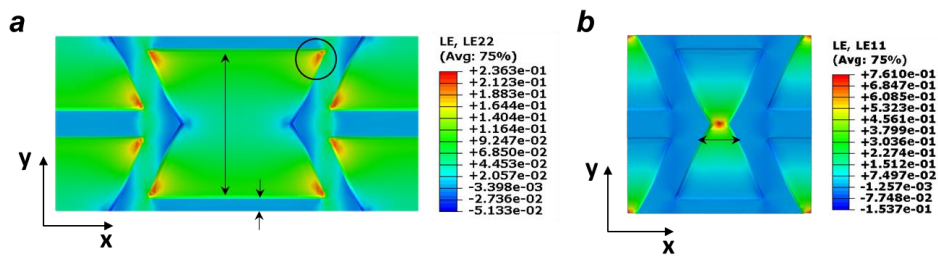 a
LE, LE22
(Avg: 75%)
+2.363e-01
+2.123e-01
+1.883e-01
+1.644e-01
+1.404e-01
+1.164e-01
+9.247e-02
+6.850e-02
+4.453e-02
+2.057e-02
-3.398e-03
-2.736e-02
-5.133e-02
y
x
b
LE, LE11
(Avg: 75%)
+7.610e-01
+6.847e-01
+6.085e-01
+5.323e-01
+4.561e-01
+3.799e-01
+3.036e-01
+2.274e-01
+1.512e-01
+7.497e-02
-1.257e-03
-7.748e-02
-1.537e-01
y
x